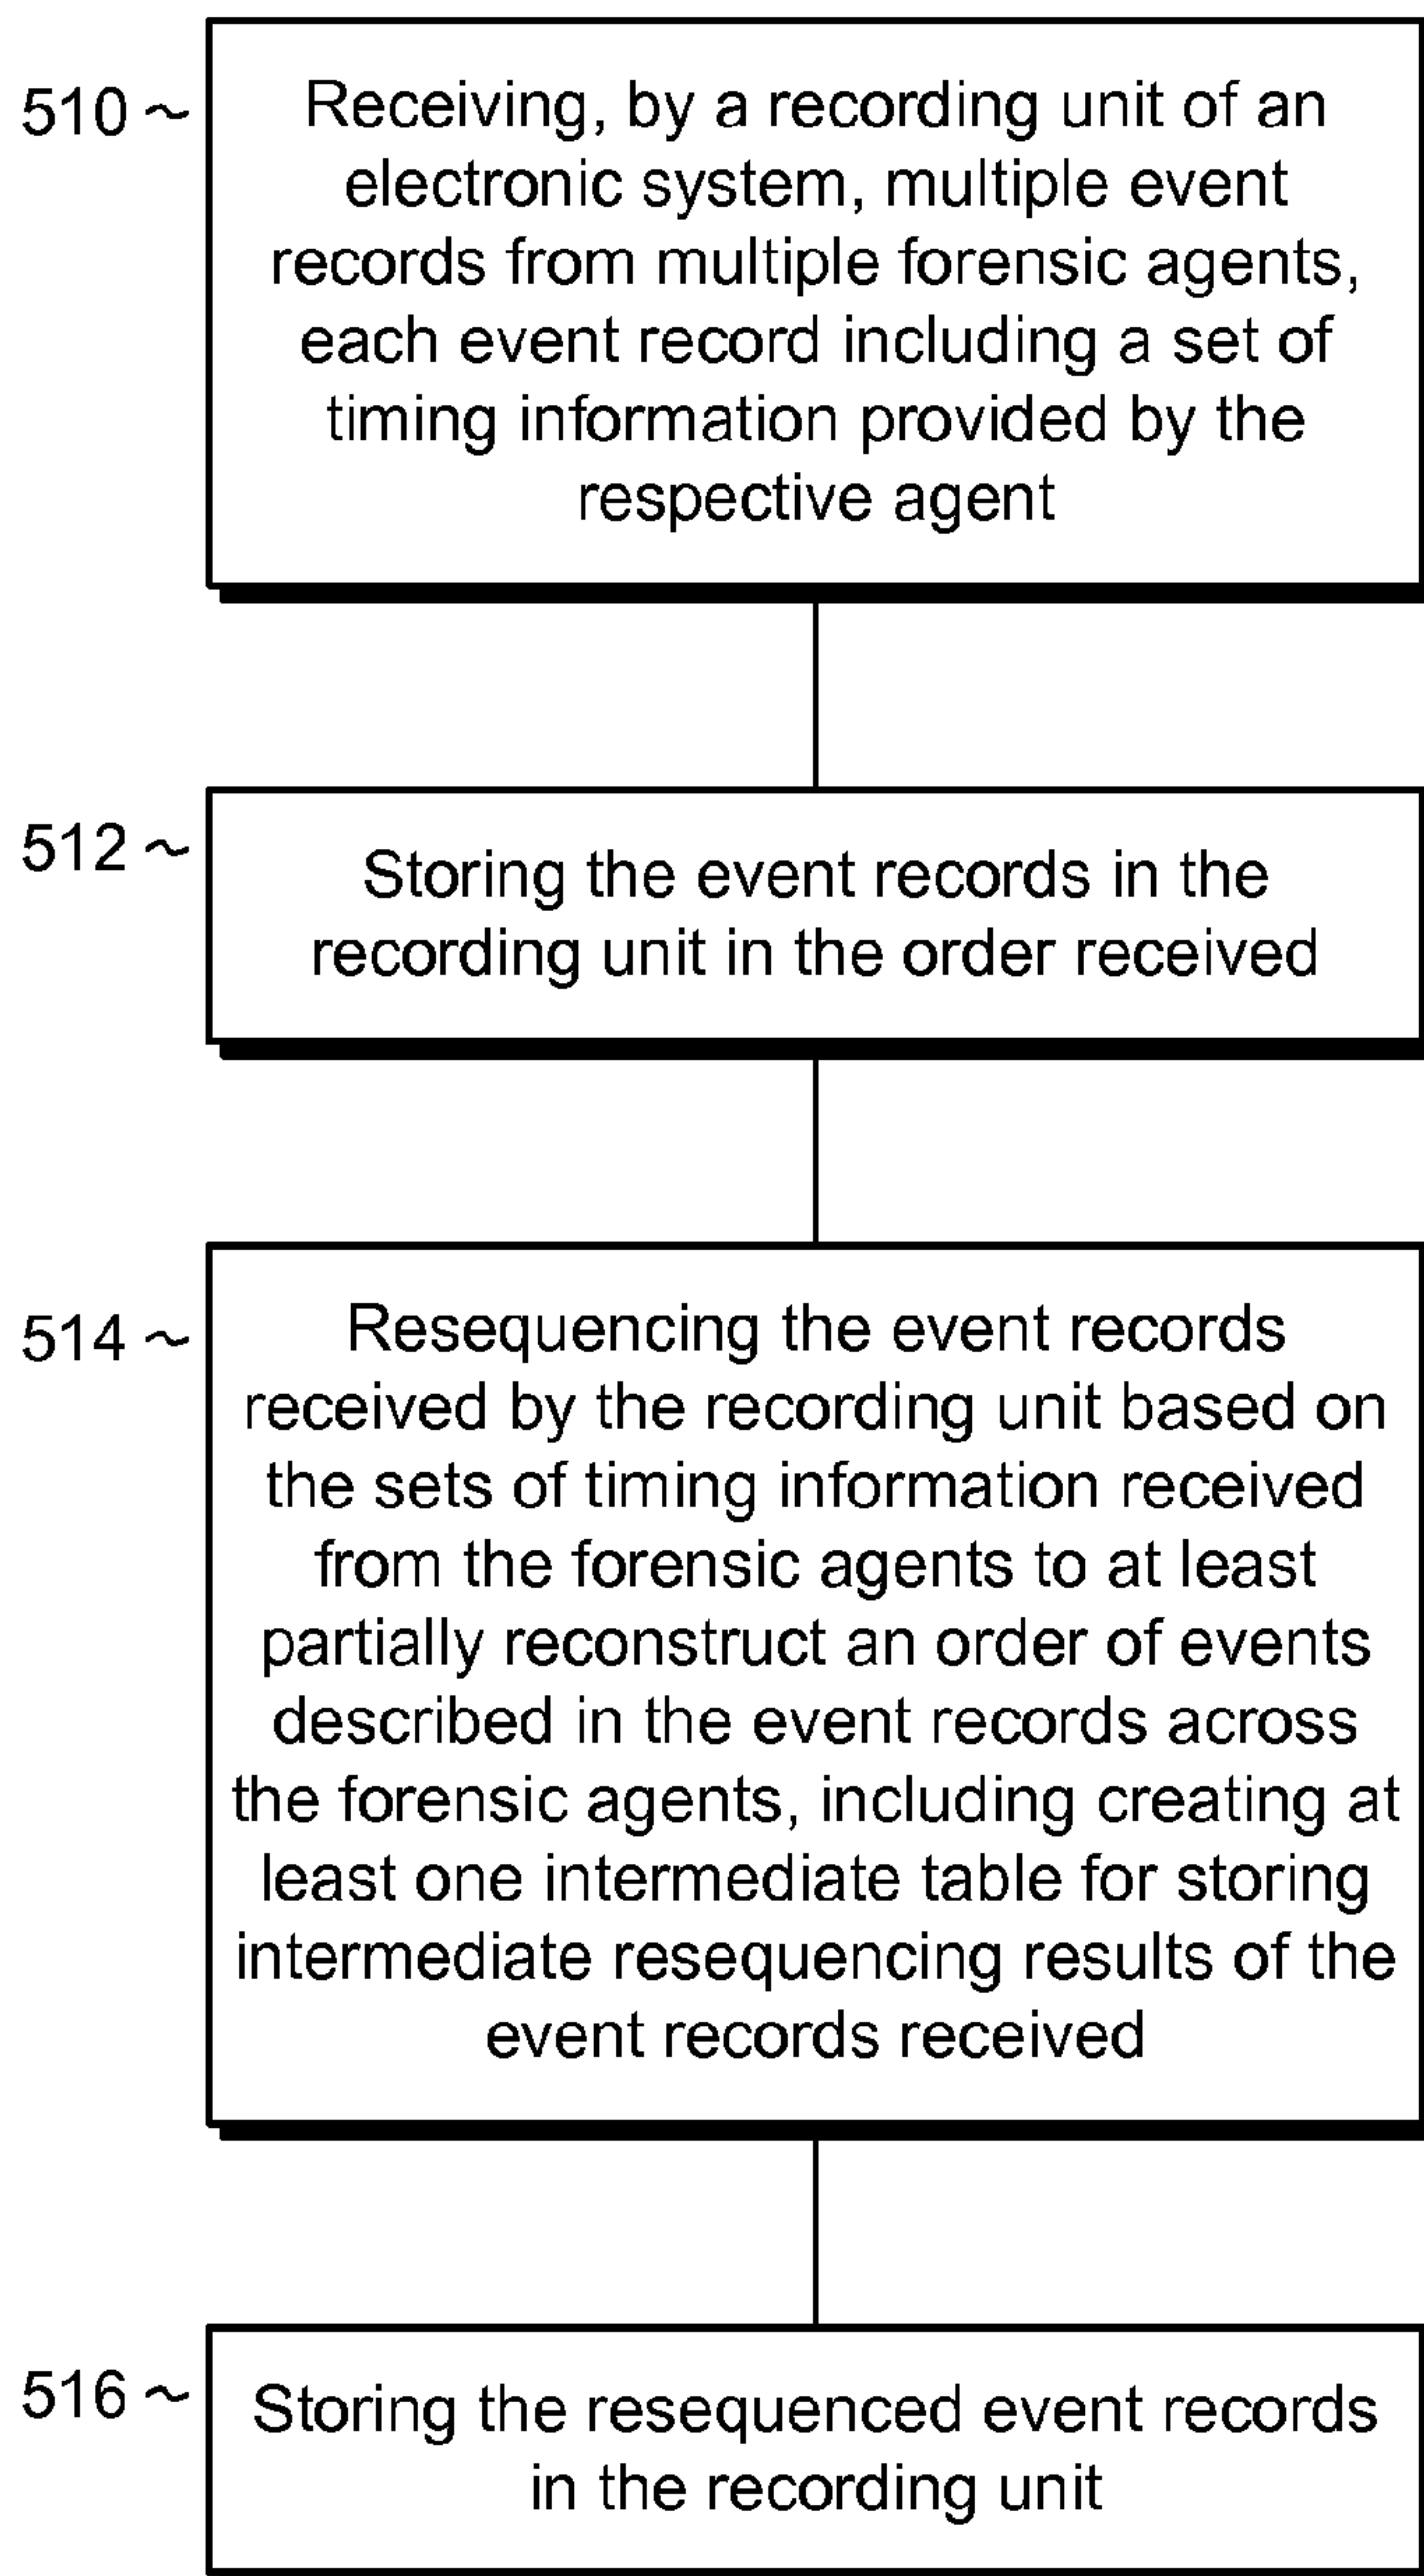 510 ~
Receiving, by a recording unit of an
electronic system, multiple event
records from multiple forensic agents,
each event record including a set of
timing information provided by the
respective agent
512 ~
Storing the event records in the
recording unit in the order received
514 ~
Resequencing the event records
received by the recording unit based on
the sets of timing information received
from the forensic agents to at least
partially reconstruct an order of events
described in the event records across
the forensic agents, including creating at
least one intermediate table for storing
intermediate resequencing results of the
event records received
516 ~
Storing the resequenced event records
in the recording unit